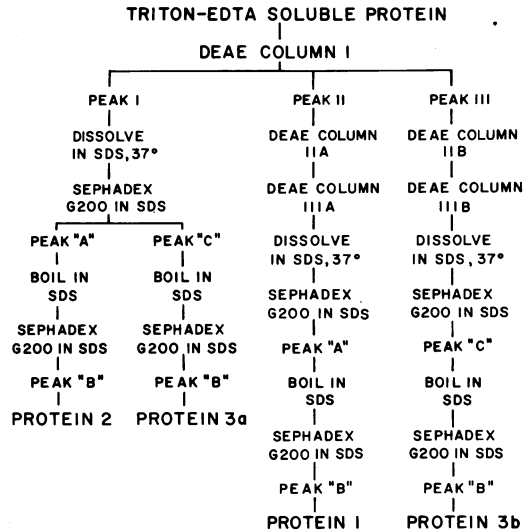 TRITON-EDTA SOLUBLE PROTEIN
DEAE COLUMN I
PEAK I
DISSOLVE
IN SDS, 37°
SEPHADEX
G200 IN SDS
PEAK "A"
BOIL IN
SDS
SEPHADEX
G200 IN SDS
PEAK "B"
PROTEIN 2
PEAK "C"
BOIL IN
SDS
SEPHADEX
G200 IN SDS
PEAK "B"
PROTEIN 3a
PEAK II
DEAE COLUMN
IIA
DEAE COLUMN
IIIA
DISSOLVE
IN SDS, 37°
SEPHADEX
G200 IN SDS
PEAK "A"
BOIL IN
SDS
SEPHADEX
G200 IN SDS
PEAK "B"
PROTEIN I
PEAK III
DEAE COLUMN
IIB
DEAE COLUMN
IIIB
DISSOLVE
IN SDS, 37°
SEPHADEX
G200 IN SDS
PEAK "C"
BOIL IN
SDS
SEPHADEX
G200 IN SDS
PEAK "B"
PROTEIN 3b